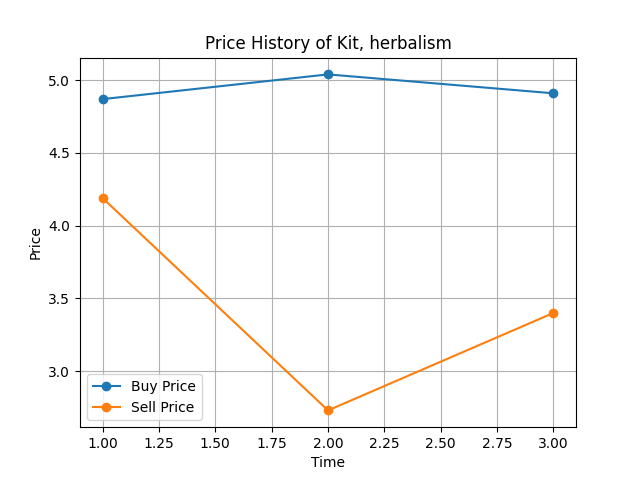 Price History of Kit, herbalism
Price
5.0
4.5
4.0
3.5
3.0
Buy Price
Sell Price
1.00 1.25 1.50 1.75 2.00 2.25 2.50 2.75 3.00
Time